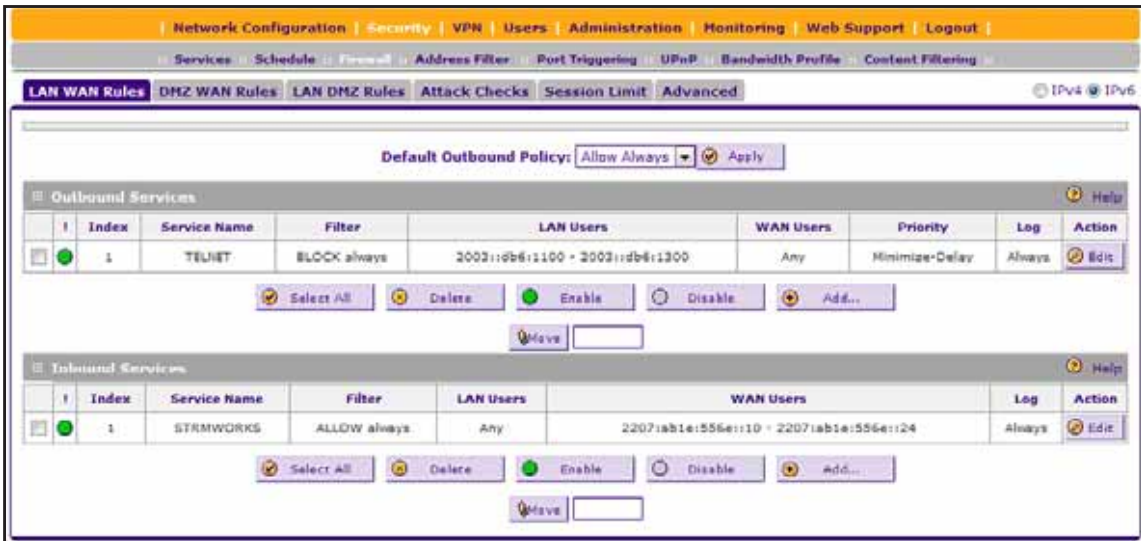 Network Configuration | Security | VPN | Users | Administration | Monitoring | Web Support | Logout
Services Schedule Firewall Address Filter Port Triggering UPnP Bandwidth Profile Content Filtering
LAN WAN Rules DMZ WAN Rules LAN DMZ Rules Attack Checks Session Limit Advanced IPv4 IPv6
Default Outbound Policy: Allow Always Apply
Outbound Services Help
! Index Service Name Filter LAN Users WAN Users Priority Log Action
1 TELNET BLOCK always 2003::db6:1100 - 2003::db6:1300 Any Minimize-Delay Always Edit
Select All Delete Enable Disable Add...
Move
Inbound Services Help
! Index Service Name Filter LAN Users WAN Users Log Action
1 STRMWORKS ALLOW always Any 2207:ab1e:556e::10 - 2207:ab1e:556e::24 Always Edit
Select All Delete Enable Disable Add...
Move